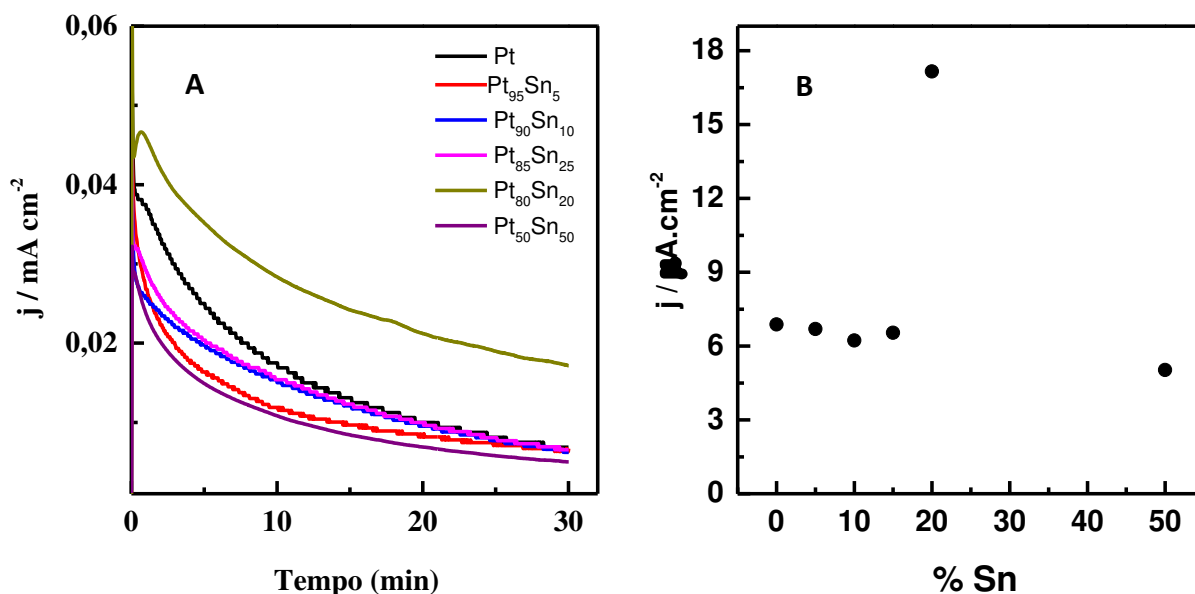 0,06
0,04
0,02
0
10
20
30
j / mA cm⁻²
Tempo (min)
A
Pt
Pt₉₅Sn₅
Pt₉₀Sn₁₀
Pt₈₅Sn₂₅
Pt₈₀Sn₂₀
Pt₅₀Sn₅₀
18
15
12
9
6
3
0
0
10
20
30
40
50
j / A.cm⁻²
% Sn
B